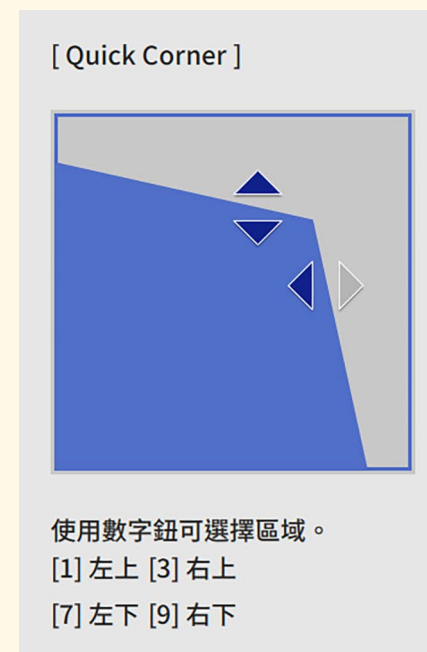 [ Quick Corner ]
使用數字鈕可選擇區域。
[1] 左上 [3] 右上
[7] 左下 [9] 右下